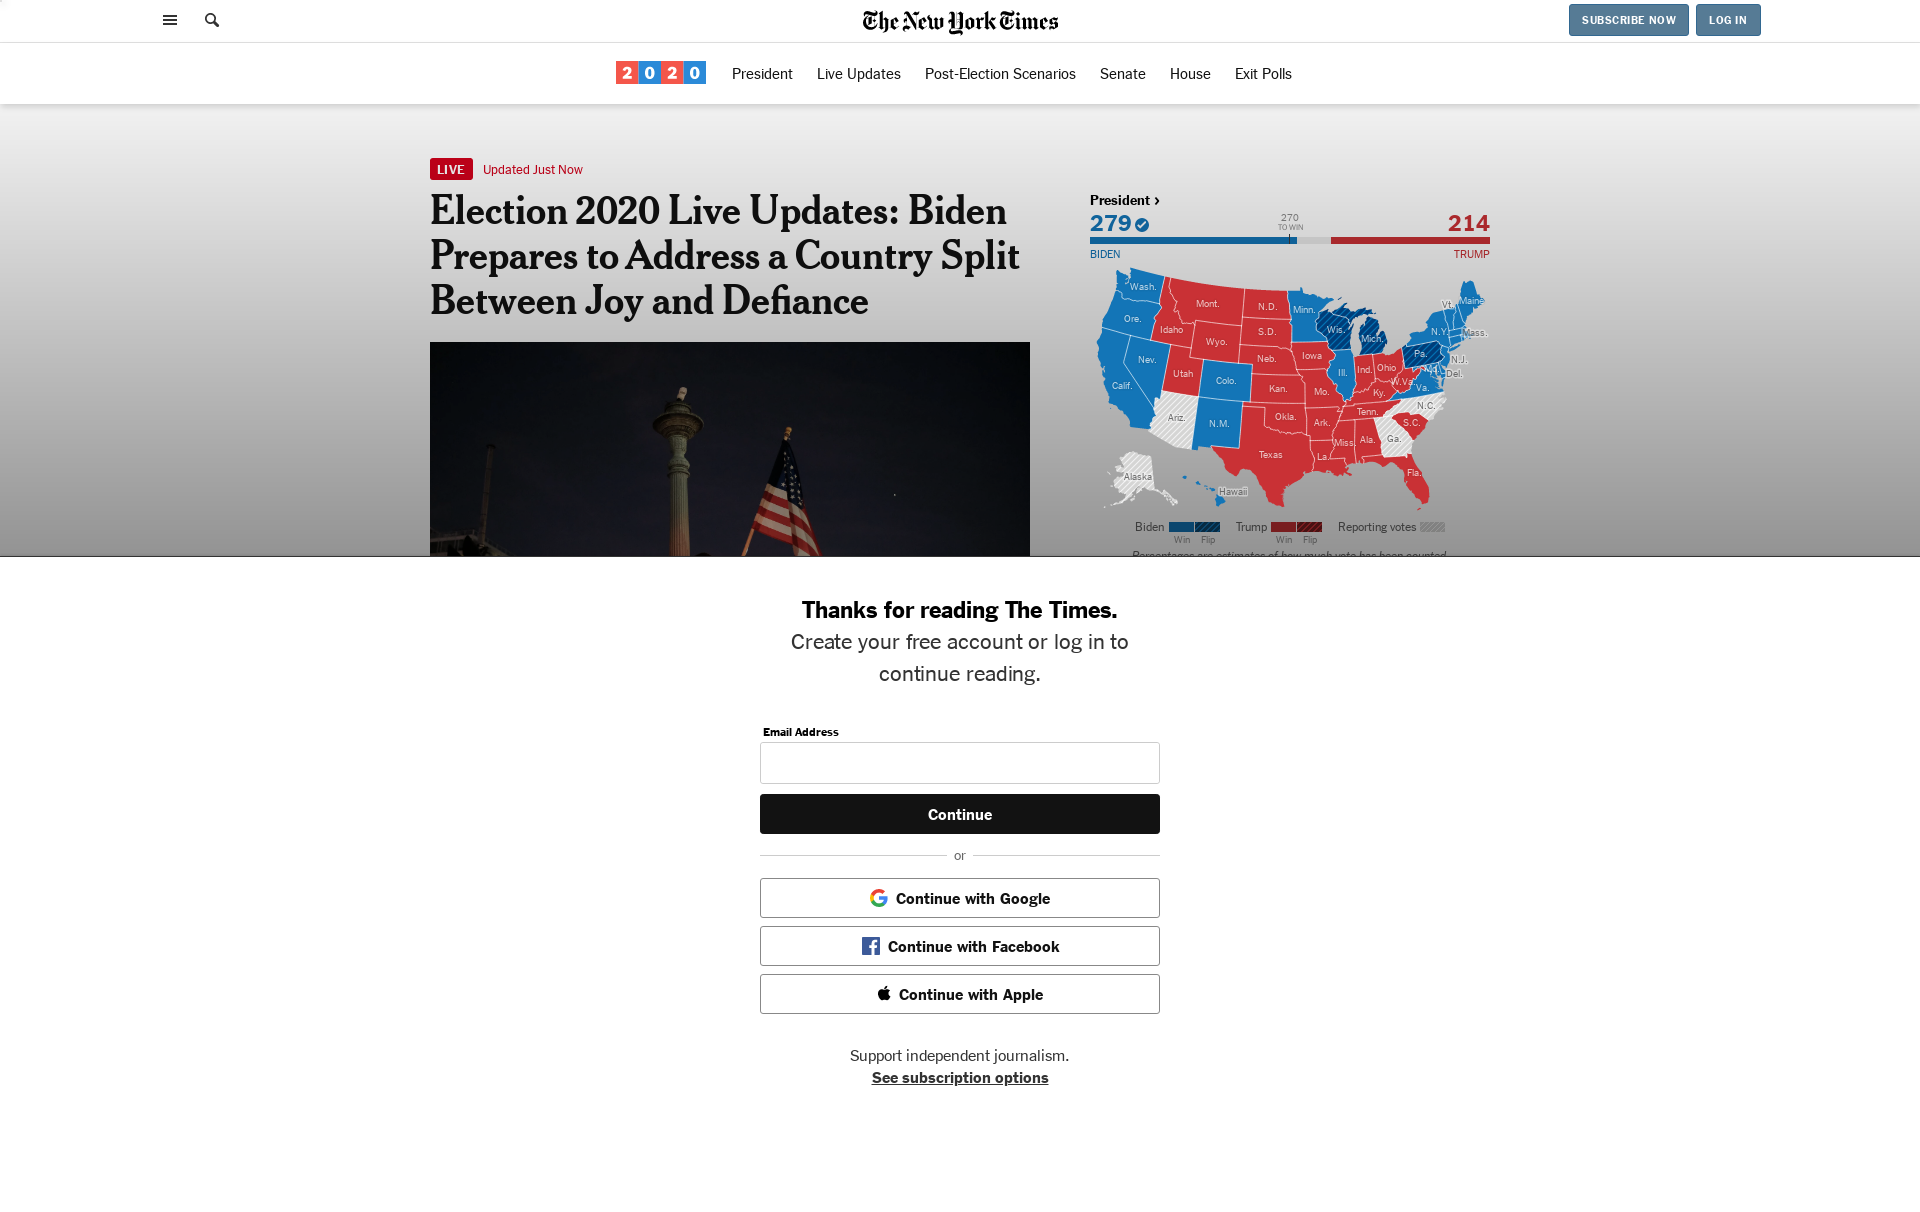 The New York Times
SUBSCRIBE NOW
LOG IN
2020
President
Live Updates
Post-Election Scenarios
Senate
House
Exit Polls
LIVE
Updated Just Now
Election 2020 Live Updates: Biden
Prepares to Address a Country Split
Between Joy and Defiance
President ›
279
270
TO WIN
214
BIDEN
TRUMP
Wash.
Mont.
N.D.
Minn.
Vt.
Maine
Ore.
Idaho
S.D.
Wis.
N.Y.
Mass.
Wyo.
Mich.
Nev.
Neb.
Iowa
Pa.
N.J.
Utah
Colo.
Ill.
Ind.
Ohio
Md.
Del.
Calif.
Kan.
Mo.
W.Va.
Va.
Ky.
Ariz.
N.M.
Okla.
Ark.
Tenn.
N.C.
S.C.
Miss.
Ala.
Ga.
Texas
La.
Fla.
Alaska
Hawaii
Biden
Trump
Reporting votes
Win
Flip
Win
Flip
Percentages are estimates of how much vote has been counted
Thanks for reading The Times.
Create your free account or log in to
continue reading.
Email Address
Continue
or
Continue with Google
Continue with Facebook
Continue with Apple
Support independent journalism.
See subscription options